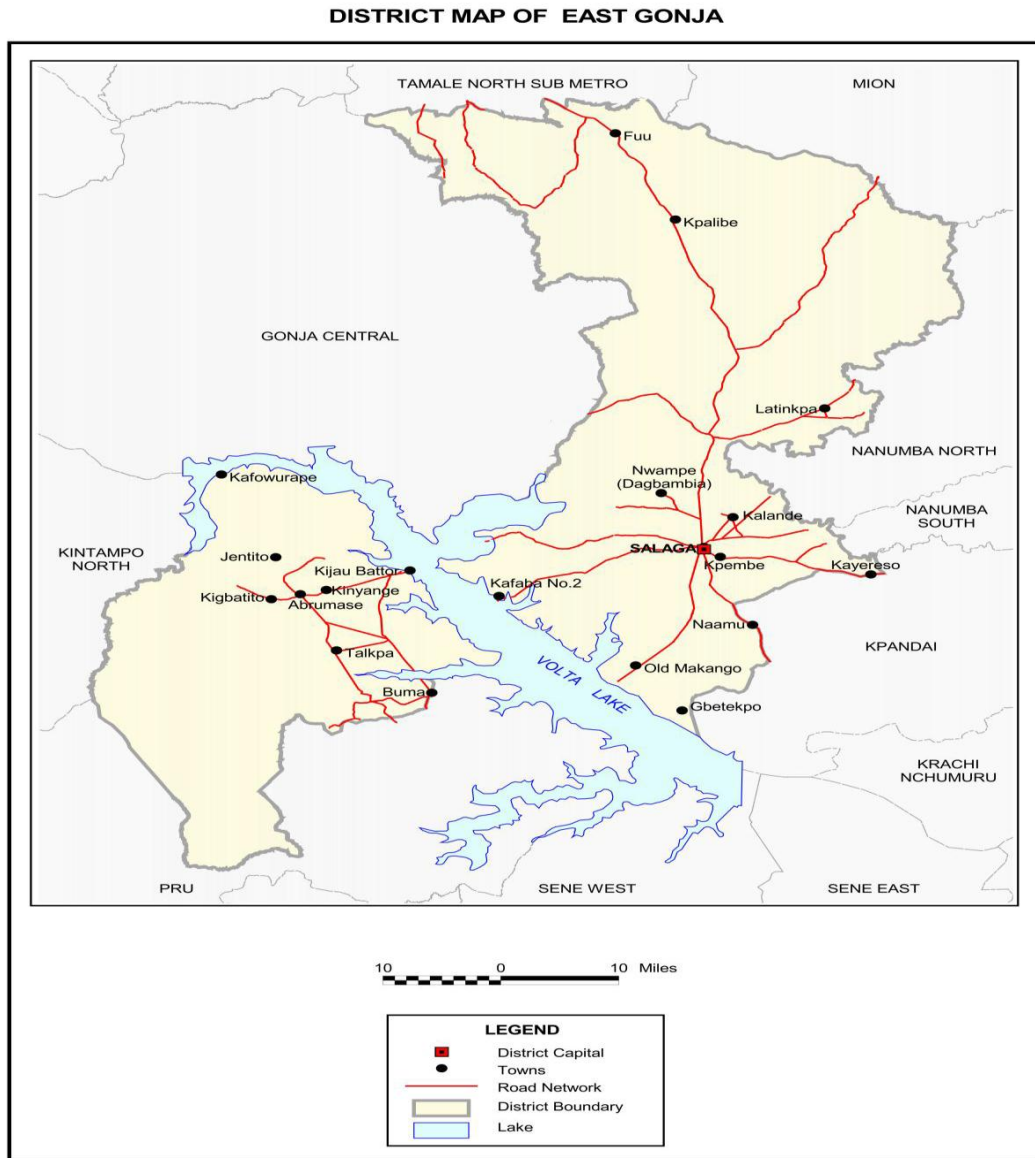 DISTRICT MAP OF EAST GONJA
TAMALE NORTH SUB METRO
MION
Fuu
Kpalibe
GONJA CENTRAL
Latinkpa
NANUMBA NORTH
Nwampe
(Dagbambia)
Kafowurape
NANUMBA
SOUTH
Kalande
KINTAMPO
NORTH
Jentito
SALAGA
Kpembe
Kayereso
Kijau Battor
Kinyange
Kafaba No.2
Kigbatito
Abrumase
Naamu
KPANDAI
Talkpa
Old Makango
VOLTA LAKE
Buma
Gbetekpo
KRACHI
NCHUMURU
PRU
SENE WEST
SENE EAST
10 0 10 Miles
LEGEND
District Capital
Towns
Road Network
District Boundary
Lake